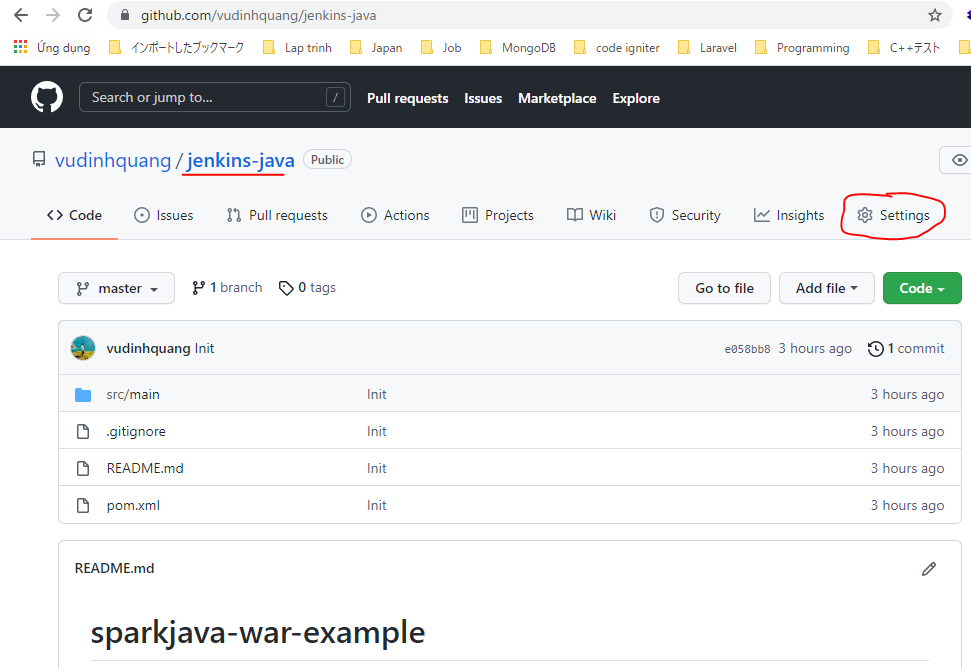 github.com/vudinhquang/jenkins-java
Ứng dụng インポートしたブックマーク Lap trinh Japan Job MongoDB code igniter Laravel Programming C++テスト
Search or jump to... / Pull requests Issues Marketplace Explore
vudinhquang / jenkins-java Public
Code Issues Pull requests Actions Projects Wiki Security Insights Settings
master 1 branch 0 tags Go to file Add file Code
vudinhquang Init e058bb8 3 hours ago 1 commit
src/main Init 3 hours ago
.gitignore Init 3 hours ago
README.md Init 3 hours ago
pom.xml Init 3 hours ago
README.md
sparkjava-war-example